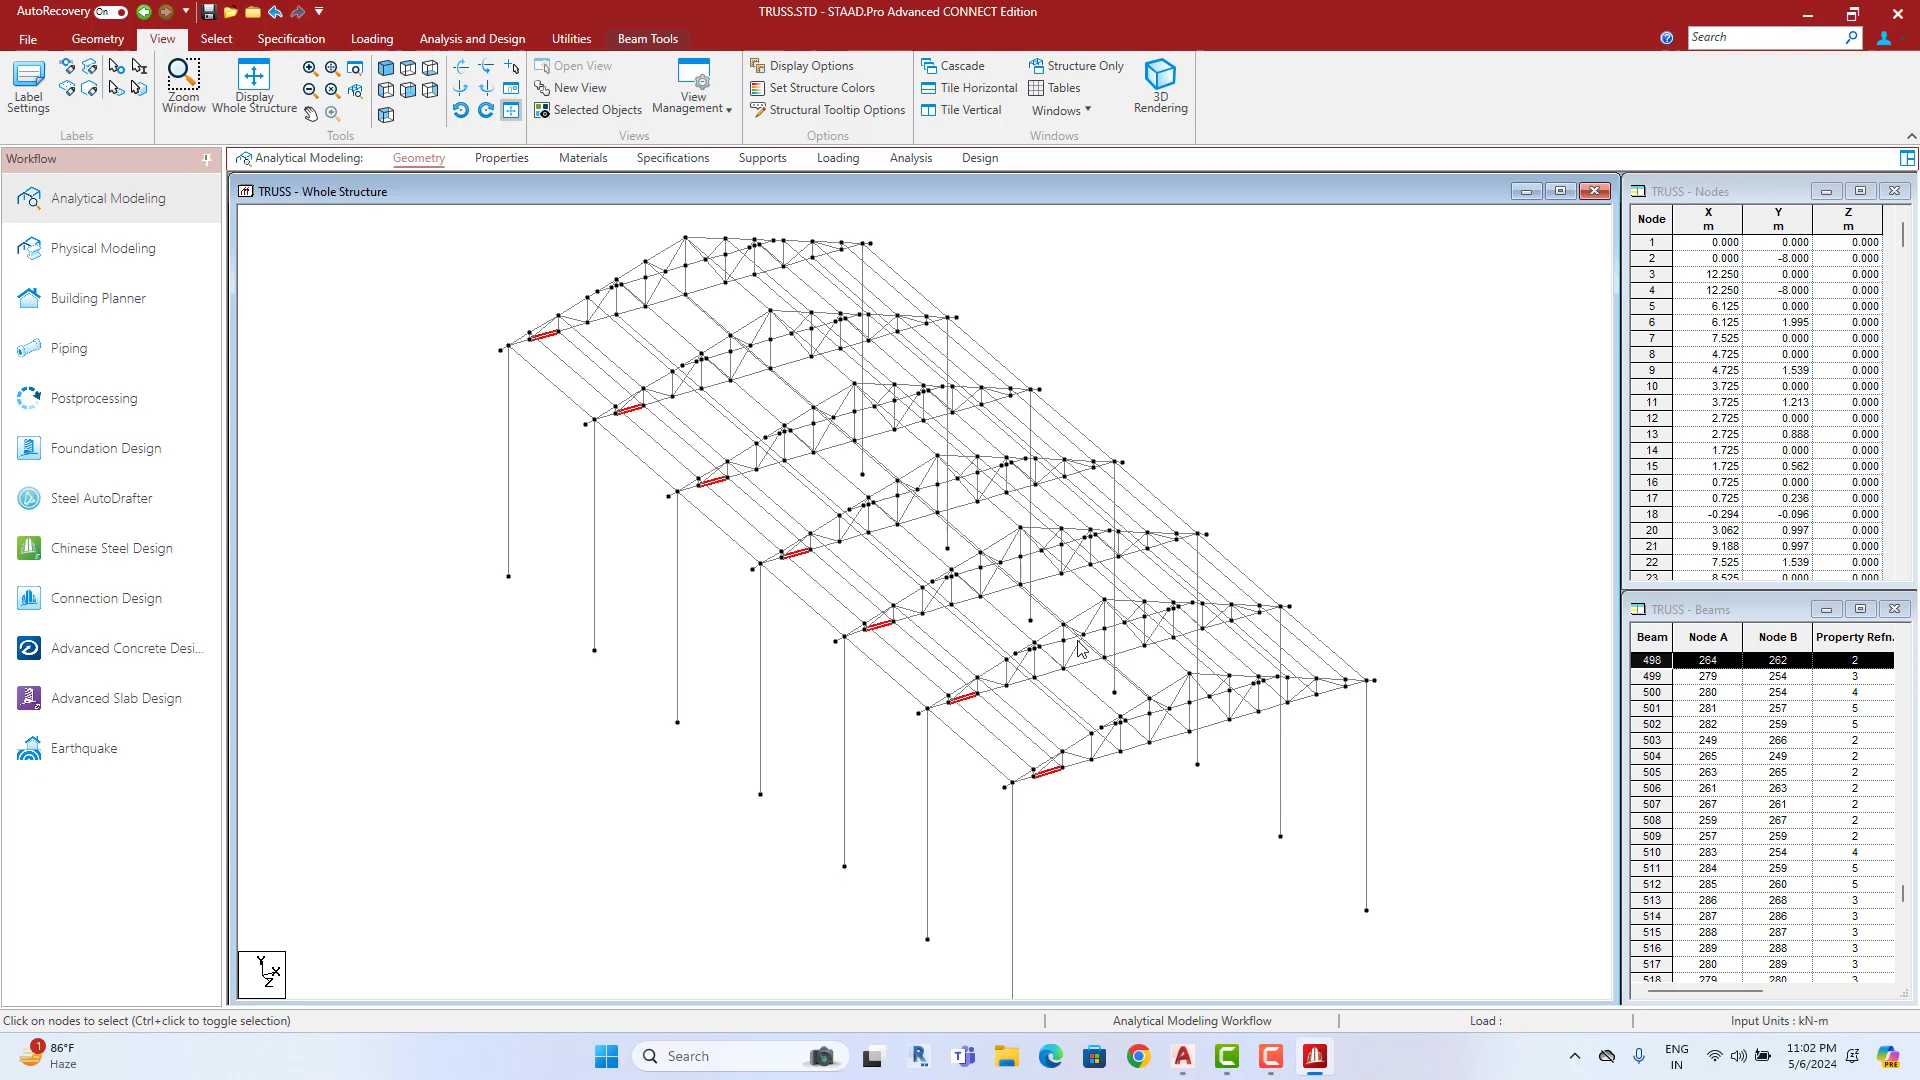 AutoRecovery On
TRUSS.STD - STAAD.Pro Advanced CONNECT Edition
File Geometry View Select Specification Loading Analysis and Design Utilities Beam Tools
Search
Label Settings
Zoom Window
Display Whole Structure
Open View
New View
Selected Objects
View Management
Display Options
Set Structure Colors
Structural Tooltip Options
Cascade
Tile Horizontal
Tile Vertical
Structure Only
Tables
Windows
3D Rendering
Labels Tools Views Options Windows
Workflow
Analytical Modeling: Geometry Properties Materials Specifications Supports Loading Analysis Design
Analytical Modeling
Physical Modeling
Building Planner
Piping
Postprocessing
Foundation Design
Steel AutoDrafter
Chinese Steel Design
Connection Design
Advanced Concrete Desi...
Advanced Slab Design
Earthquake
TRUSS - Whole Structure
Y
X
Z
TRUSS - Nodes
Node X m Y m Z m
1 0.000 0.000 0.000
2 0.000 -8.000 0.000
3 12.250 0.000 0.000
4 12.250 -8.000 0.000
5 6.125 0.000 0.000
6 6.125 1.995 0.000
7 7.525 0.000 0.000
8 4.725 0.000 0.000
9 4.725 1.539 0.000
10 3.725 0.000 0.000
11 3.725 1.213 0.000
12 2.725 0.000 0.000
13 2.725 0.888 0.000
14 1.725 0.000 0.000
15 1.725 0.562 0.000
16 0.725 0.000 0.000
17 0.725 0.236 0.000
18 -0.294 -0.096 0.000
20 3.062 0.997 0.000
21 9.188 0.997 0.000
22 7.525 1.539 0.000
23 8.525 0.000 0.000
TRUSS - Beams
Beam Node A Node B Property Refn.
498 264 262 2
499 279 254 3
500 280 254 4
501 281 257 5
502 282 259 5
503 249 266 2
504 265 249 2
505 263 265 2
506 261 263 2
507 267 261 2
508 259 267 2
509 257 259 2
510 283 254 4
511 284 259 5
512 285 260 5
513 286 268 3
514 287 286 3
515 288 287 3
516 289 288 3
517 280 289 3
518 279 280 3
Click on nodes to select (Ctrl+click to toggle selection)
Analytical Modeling Workflow
Load :
Input Units : kN-m
1
86°F
Haze
Search
ENG
IN
11:02 PM
5/6/2024
PRE